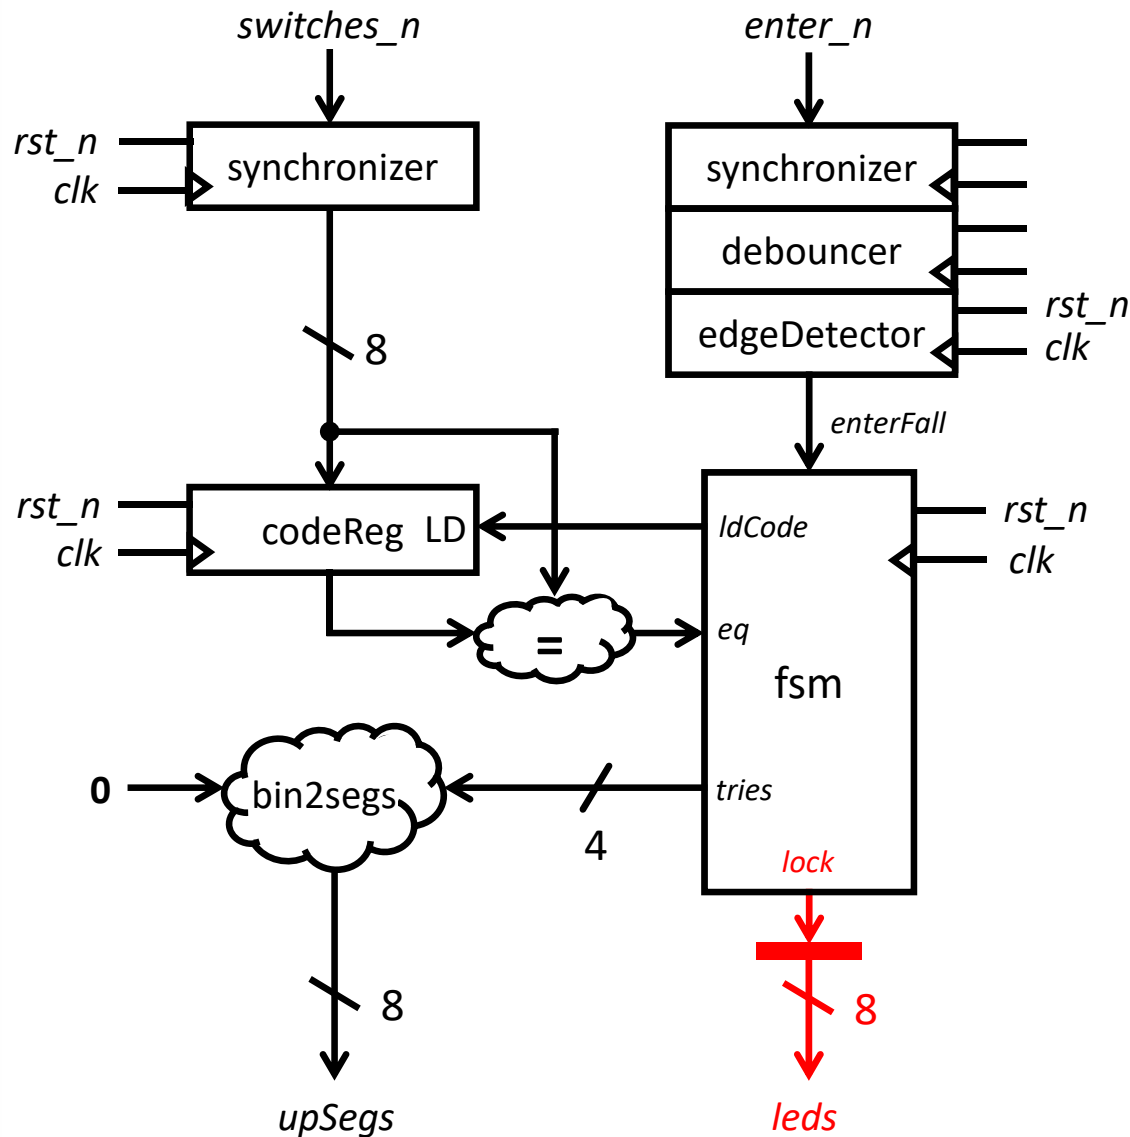 switches_n
enter_n
rst_n
clk
synchronizer
synchronizer
debouncer
edgeDetector
rst_n
clk
8
enterFall
rst_n
clk
codeReg LD
ldCode
rst_n
clk
=
eq
fsm
0
bin2segs
4
tries
lock
8
8
upSegs
leds